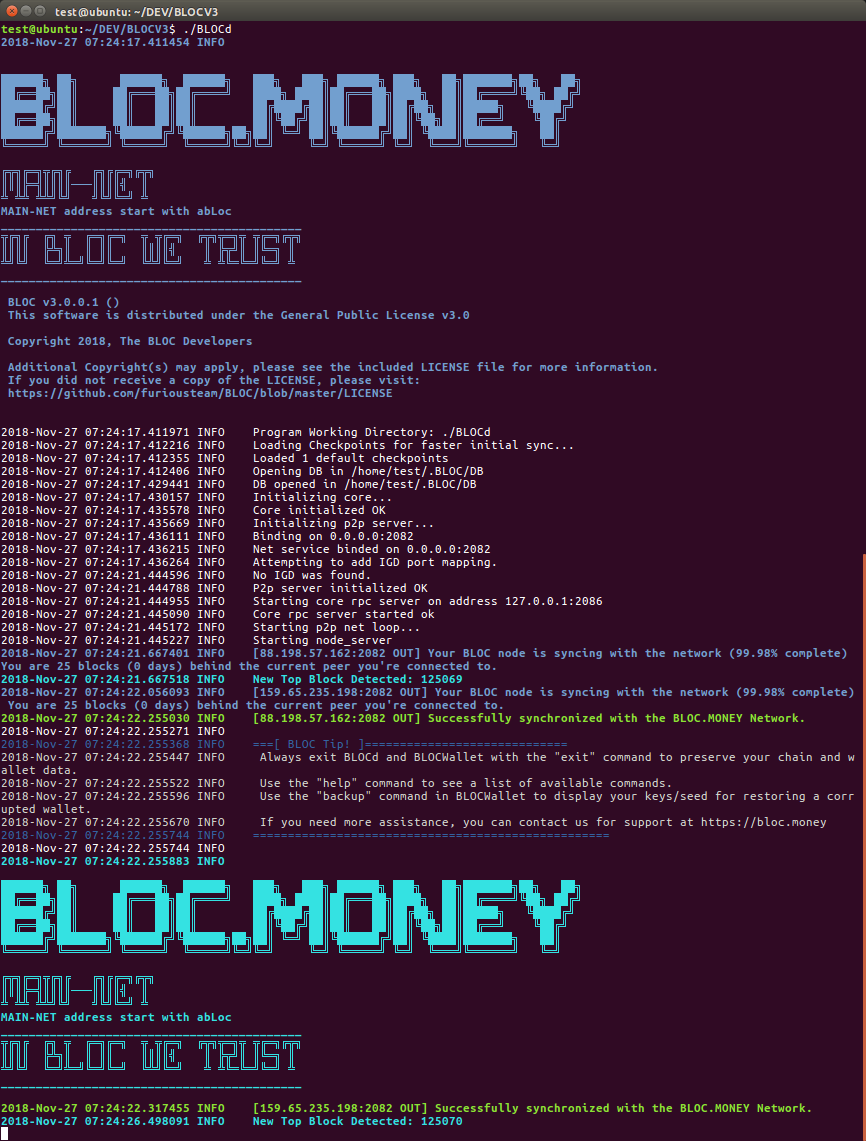 test@ubuntu: ~/DEV/BLOCV3
test@ubuntu:~/DEV/BLOCV3$ ./BLOCd
2018-Nov-27 07:24:17.411454 INFO
BLOC.MONEY
MAIN-NET
MAIN-NET address start with abLoc
IN BLOC WE TRUST
BLOC v3.0.0.1 ()
This software is distributed under the General Public License v3.0
Copyright 2018, The BLOC Developers
Additional Copyright(s) may apply, please see the included LICENSE file for more information.
If you did not receive a copy of the LICENSE, please visit:
https://github.com/furiousteam/BLOC/blob/master/LICENSE
2018-Nov-27 07:24:17.411971 INFO    Program Working Directory: ./BLOCd
2018-Nov-27 07:24:17.412216 INFO    Loading Checkpoints for faster initial sync...
2018-Nov-27 07:24:17.412355 INFO    Loaded 1 default checkpoints
2018-Nov-27 07:24:17.412406 INFO    Opening DB in /home/test/.BLOC/DB
2018-Nov-27 07:24:17.429441 INFO    DB opened in /home/test/.BLOC/DB
2018-Nov-27 07:24:17.430157 INFO    Initializing core...
2018-Nov-27 07:24:17.435578 INFO    Core initialized OK
2018-Nov-27 07:24:17.435669 INFO    Initializing p2p server...
2018-Nov-27 07:24:17.436111 INFO    Binding on 0.0.0.0:2082
2018-Nov-27 07:24:17.436215 INFO    Net service binded on 0.0.0.0:2082
2018-Nov-27 07:24:17.436264 INFO    Attempting to add IGD port mapping.
2018-Nov-27 07:24:21.444596 INFO    No IGD was found.
2018-Nov-27 07:24:21.444788 INFO    P2p server initialized OK
2018-Nov-27 07:24:21.444955 INFO    Starting core rpc server on address 127.0.0.1:2086
2018-Nov-27 07:24:21.445090 INFO    Core rpc server started ok
2018-Nov-27 07:24:21.445172 INFO    Starting p2p net loop...
2018-Nov-27 07:24:21.445227 INFO    Starting node_server
2018-Nov-27 07:24:21.667401 INFO    [88.198.57.162:2082 OUT] Your BLOC node is syncing with the network (99.98% complete)
You are 25 blocks (0 days) behind the current peer you're connected to.
2018-Nov-27 07:24:21.667518 INFO    New Top Block Detected: 125069
2018-Nov-27 07:24:22.056093 INFO    [159.65.235.198:2082 OUT] Your BLOC node is syncing with the network (99.98% complete)
You are 25 blocks (0 days) behind the current peer you're connected to.
2018-Nov-27 07:24:22.255030 INFO    [88.198.57.162:2082 OUT] Successfully synchronized with the BLOC.MONEY Network.
2018-Nov-27 07:24:22.255271 INFO
2018-Nov-27 07:24:22.255368 INFO    ===[ BLOC Tip! ]=============================
2018-Nov-27 07:24:22.255447 INFO     Always exit BLOCd and BLOCWallet with the "exit" command to preserve your chain and w
allet data.
2018-Nov-27 07:24:22.255522 INFO     Use the "help" command to see a list of available commands.
2018-Nov-27 07:24:22.255596 INFO     Use the "backup" command in BLOCWallet to display your keys/seed for restoring a corr
upted wallet.
2018-Nov-27 07:24:22.255670 INFO     If you need more assistance, you can contact us for support at https://bloc.money
2018-Nov-27 07:24:22.255744 INFO    ===================================================
2018-Nov-27 07:24:22.255744 INFO
2018-Nov-27 07:24:22.255883 INFO
BLOC.MONEY
MAIN-NET
MAIN-NET address start with abLoc
IN BLOC WE TRUST
2018-Nov-27 07:24:22.317455 INFO    [159.65.235.198:2082 OUT] Successfully synchronized with the BLOC.MONEY Network.
2018-Nov-27 07:24:26.498091 INFO    New Top Block Detected: 125070